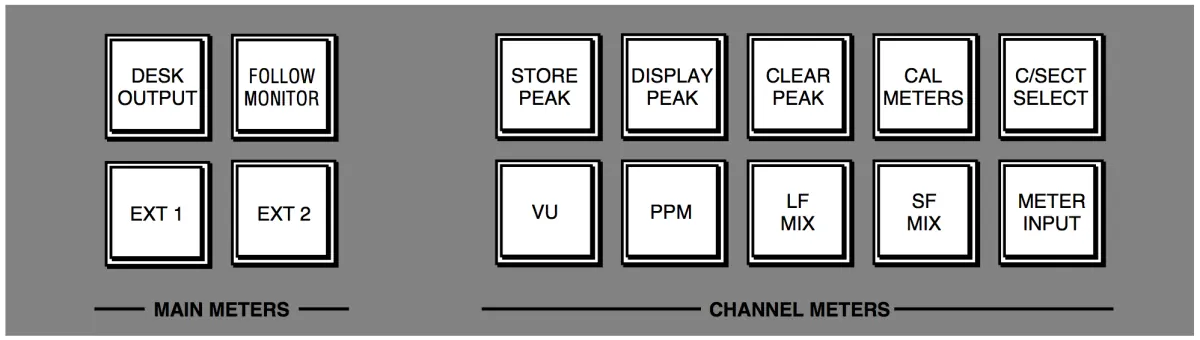 DESK
OUTPUT
FOLLOW
MONITOR
EXT 1
EXT 2
MAIN METERS
STORE
PEAK
DISPLAY
PEAK
CLEAR
PEAK
CAL
METERS
C/SECT
SELECT
VU
PPM
LF
MIX
SF
MIX
METER
INPUT
CHANNEL METERS